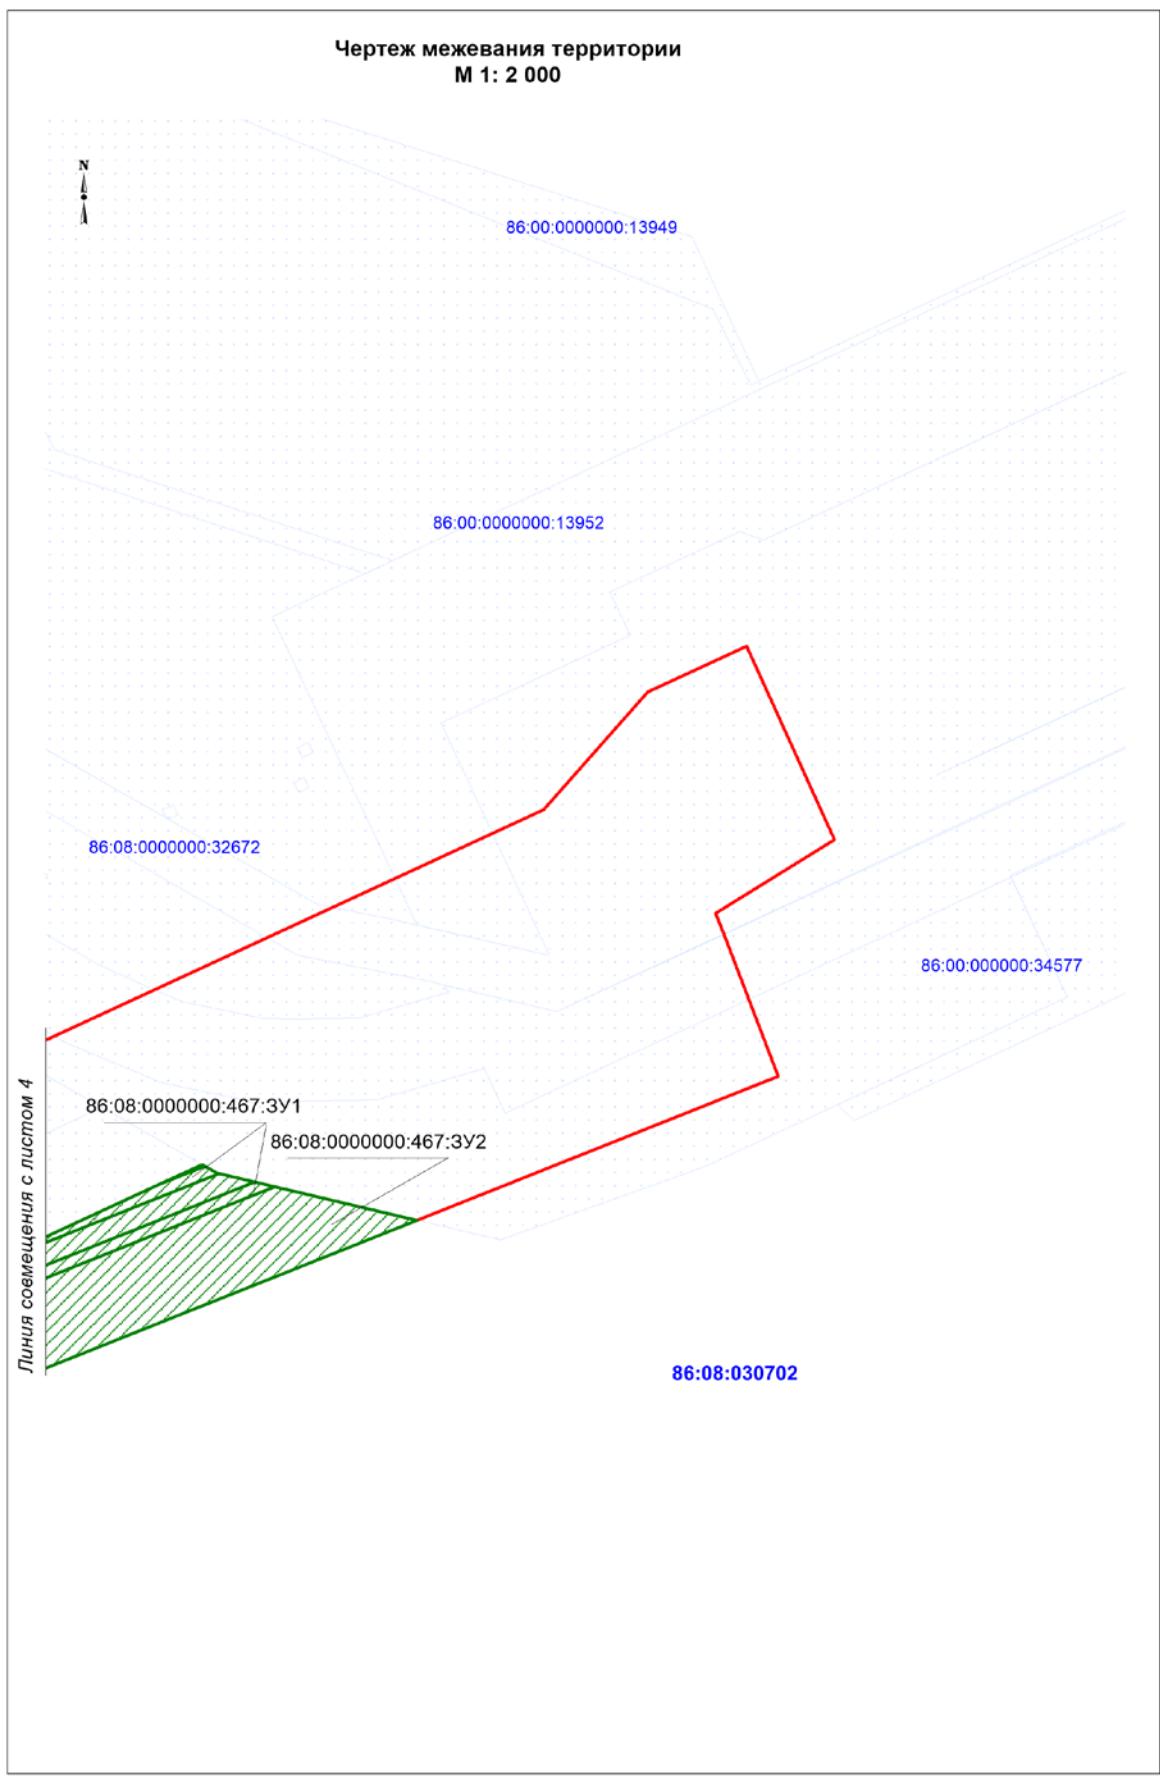 Чертеж межевания территории
М 1: 2 000
N
86:00:0000000:13949
86:00:0000000:13952
86:08:0000000:32672
86:00:000000:34577
86:08:0000000:467:ЗУ1
86:08:0000000:467:ЗУ2
Линия совмещения с листом 4
86:08:030702